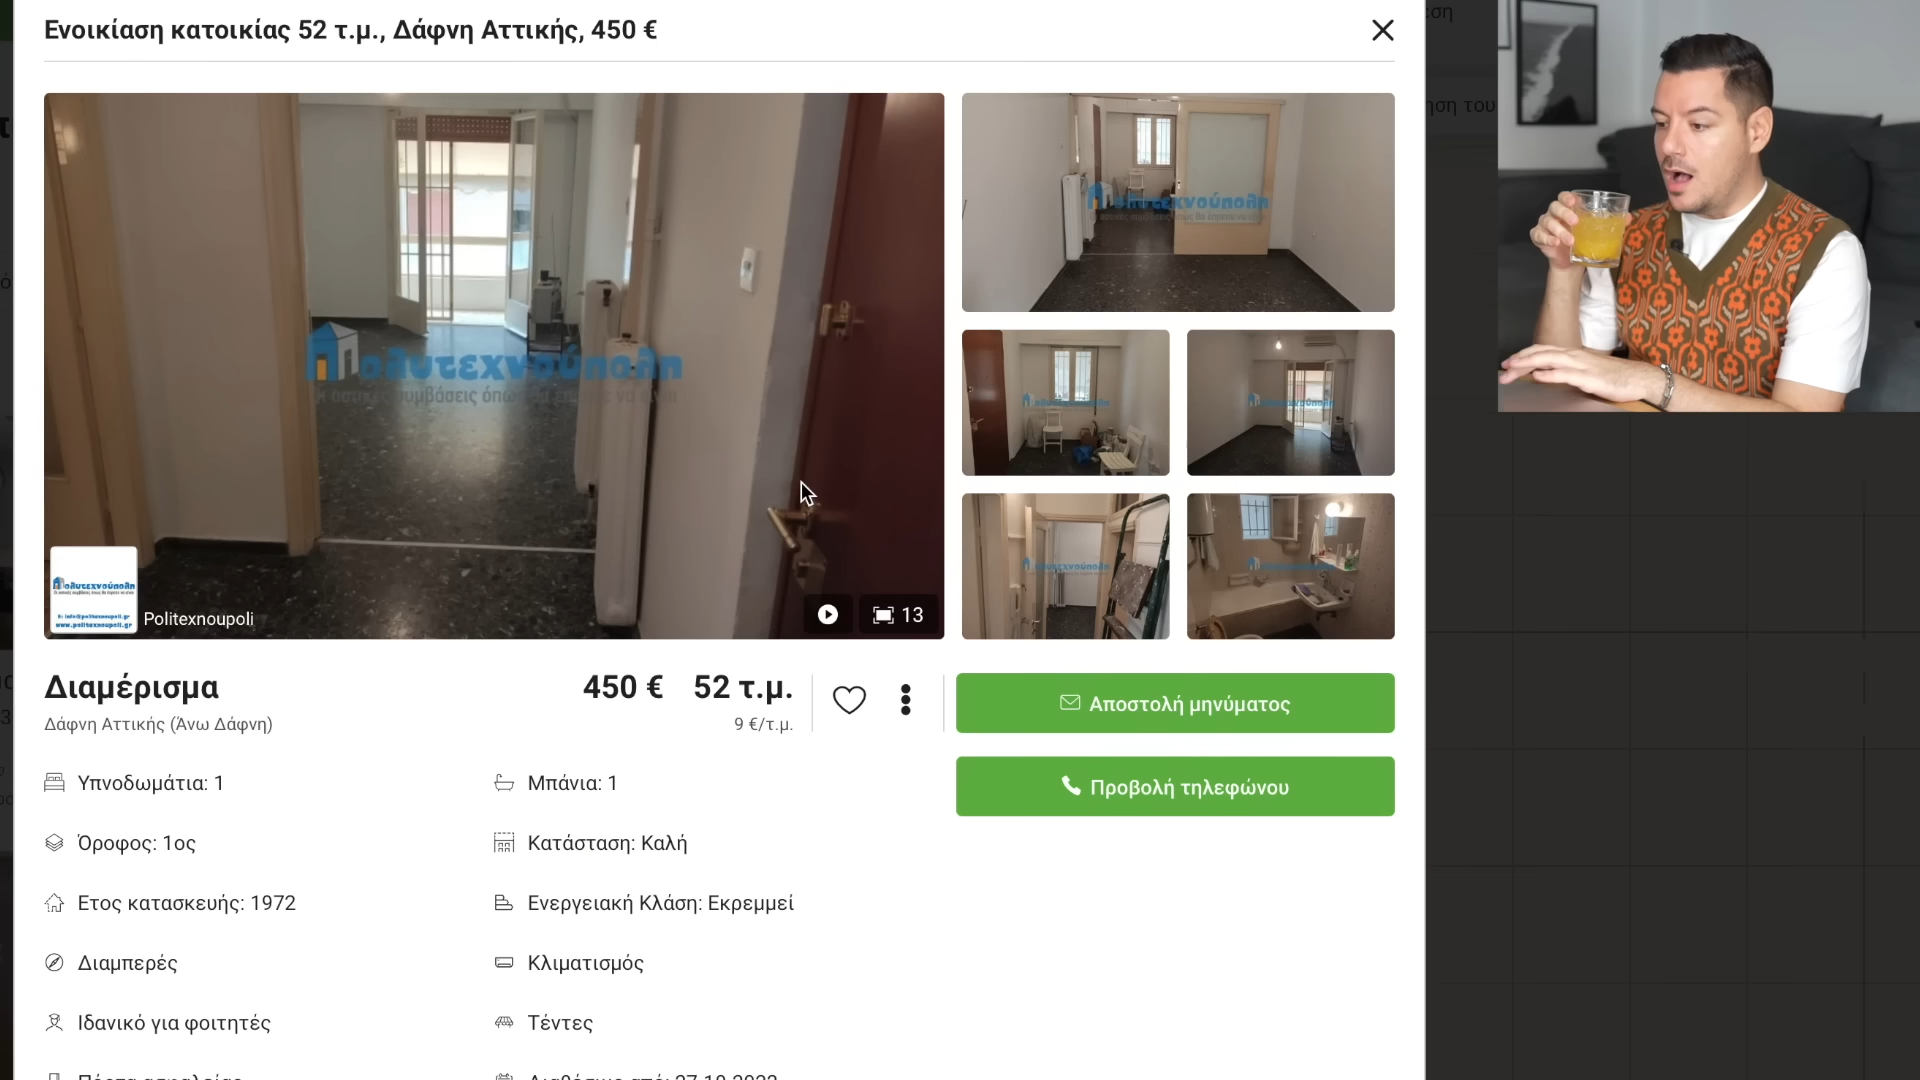 Ενοικίαση κατοικίας 52 τ.μ., Δάφνη Αττικής, 450 €
Πολυτεχνούπολη
Politexnoupoli
13
Διαμέρισμα
450 €
52 τ.μ.
Δάφνη Αττικής (Άνω Δάφνη)
9 €/τ.μ.
Αποστολή μηνύματος
Προβολή τηλεφώνου
Υπνοδωμάτια: 1
Μπάνια: 1
Όροφος: 1ος
Κατάσταση: Καλή
Ετος κατασκευής: 1972
Ενεργειακή Κλάση: Εκρεμμεί
Διαμπερές
Κλιματισμός
Ιδανικό για φοιτητές
Τέντες